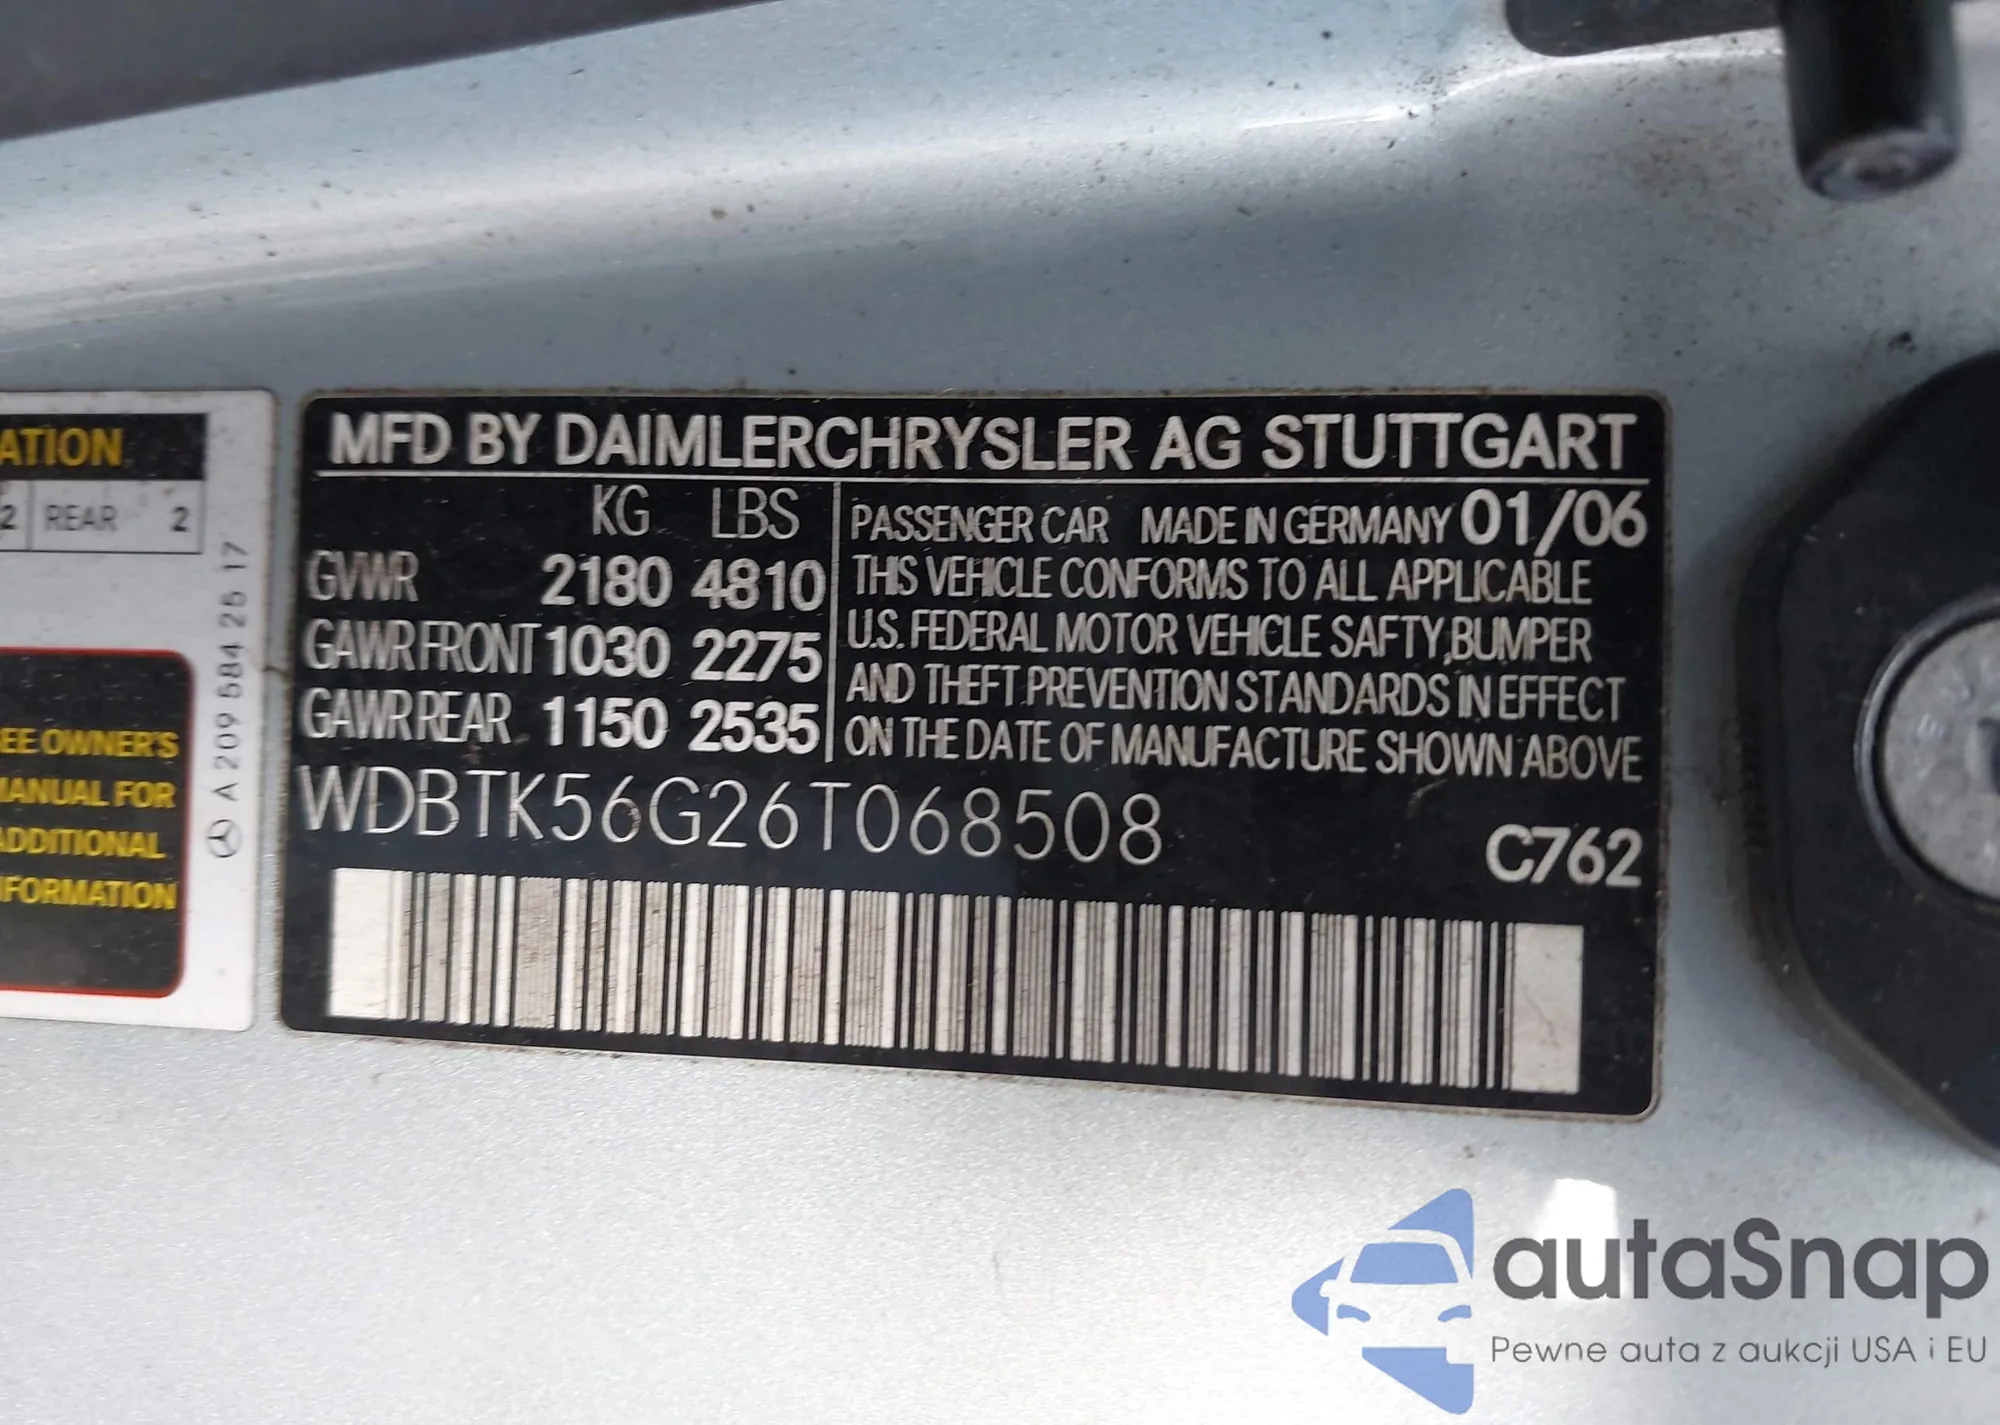 ATION
2 REAR 2
EE OWNER'S
MANUAL FOR
ADDITIONAL
INFORMATION
A 209 584 25 17
MFD BY DAIMLERCHRYSLER AG STUTTGART
KG LBS
GVWR 2180 4810
GAWR FRONT 1030 2275
GAWR REAR 1150 2535
PASSENGER CAR MADE IN GERMANY 01/06
THIS VEHICLE CONFORMS TO ALL APPLICABLE
U.S. FEDERAL MOTOR VEHICLE SAFTY, BUMPER
AND THEFT PREVENTION STANDARDS IN EFFECT
ON THE DATE OF MANUFACTURE SHOWN ABOVE
WDBTK56G26T068508
C762
autaSnap
Pewne auta z aukcji USA i EU